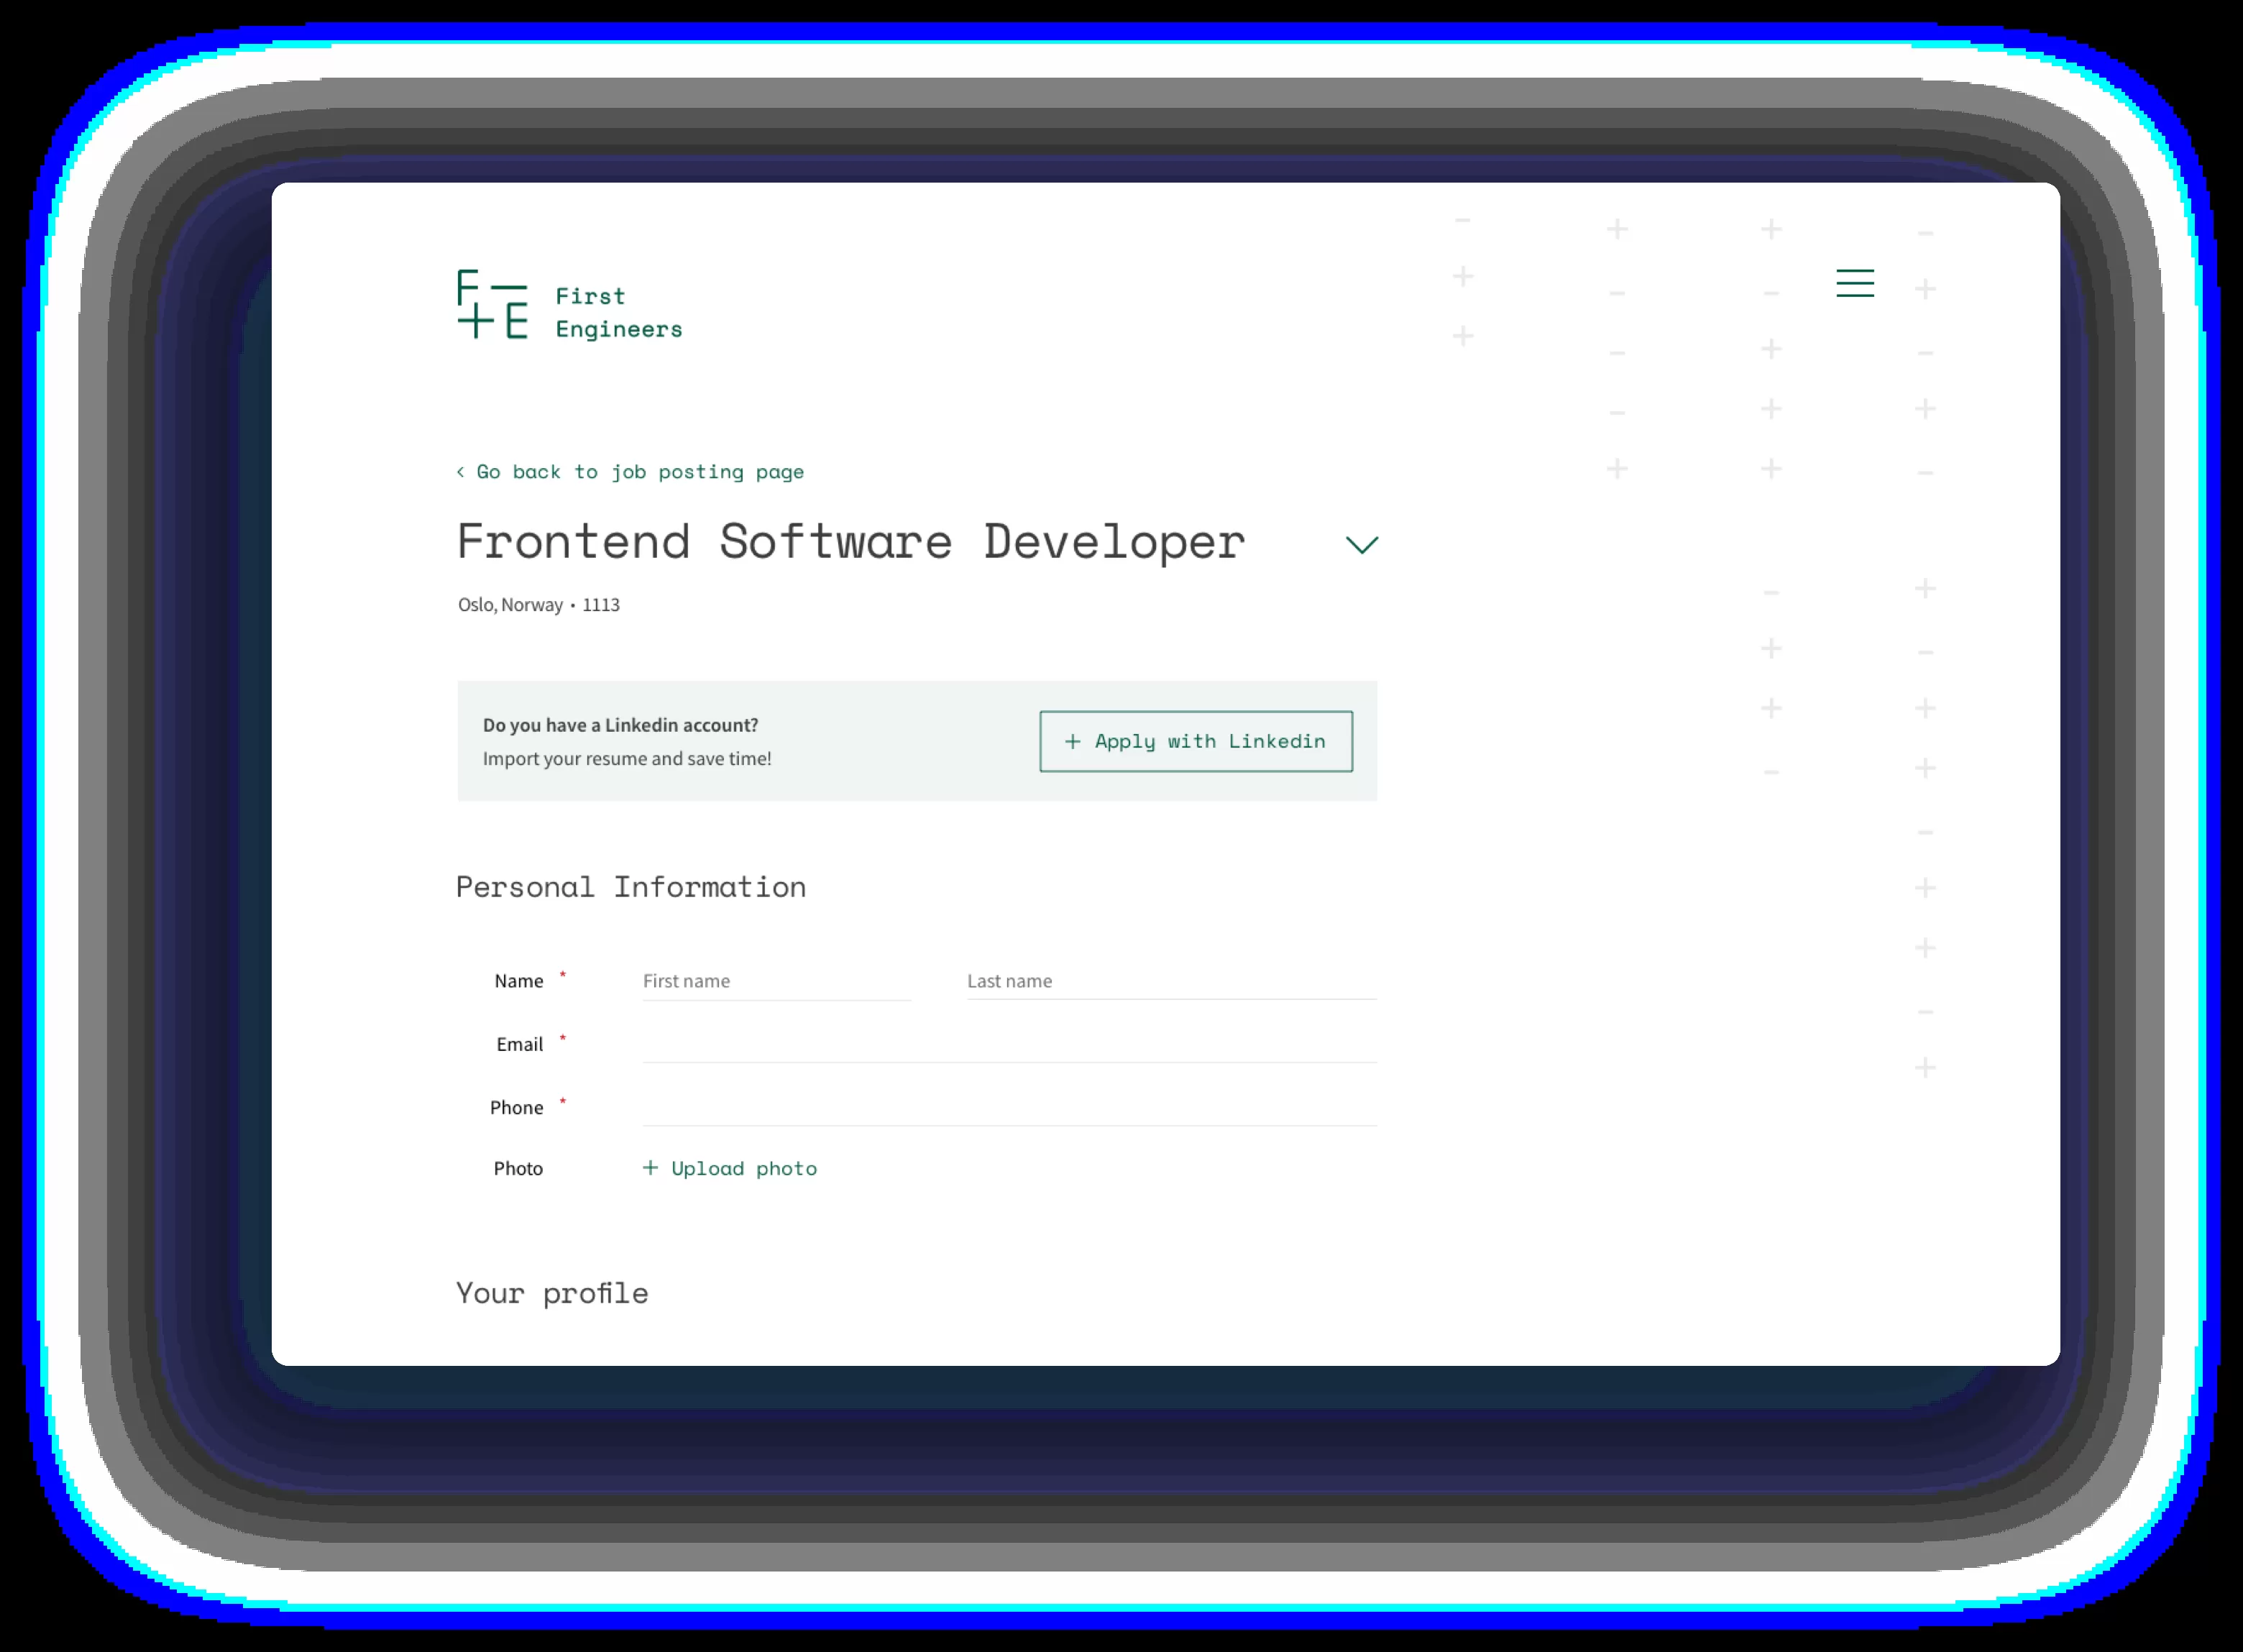 F
E
First
Engineers
< Go back to job posting page
Frontend Software Developer
Oslo, Norway • 1113
Do you have a Linkedin account?
Import your resume and save time!
+ Apply with Linkedin
Personal Information
Name * First name Last name
Email *
Phone *
Photo + Upload photo
Your profile